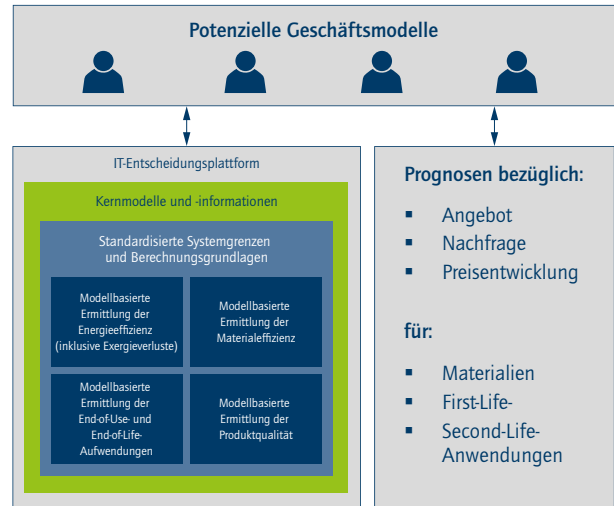 Potenzielle Geschäftsmodelle
IT-Entscheidungsplattform
Kernmodelle und -informationen
Standardisierte Systemgrenzen
und Berechnungsgrundlagen
Modellbasierte
Ermittlung der
Energieeffizienz
(inklusive Exergieverluste)
Modellbasierte
Ermittlung der
Materialeffizienz
Modellbasierte
Ermittlung der
End-of-Use- und
End-of-Life-
Aufwendungen
Modellbasierte
Ermittlung der
Produktqualität
Prognosen bezüglich:
▪ Angebot
▪ Nachfrage
▪ Preisentwicklung
für:
▪ Materialien
▪ First-Life-
▪ Second-Life-
Anwendungen